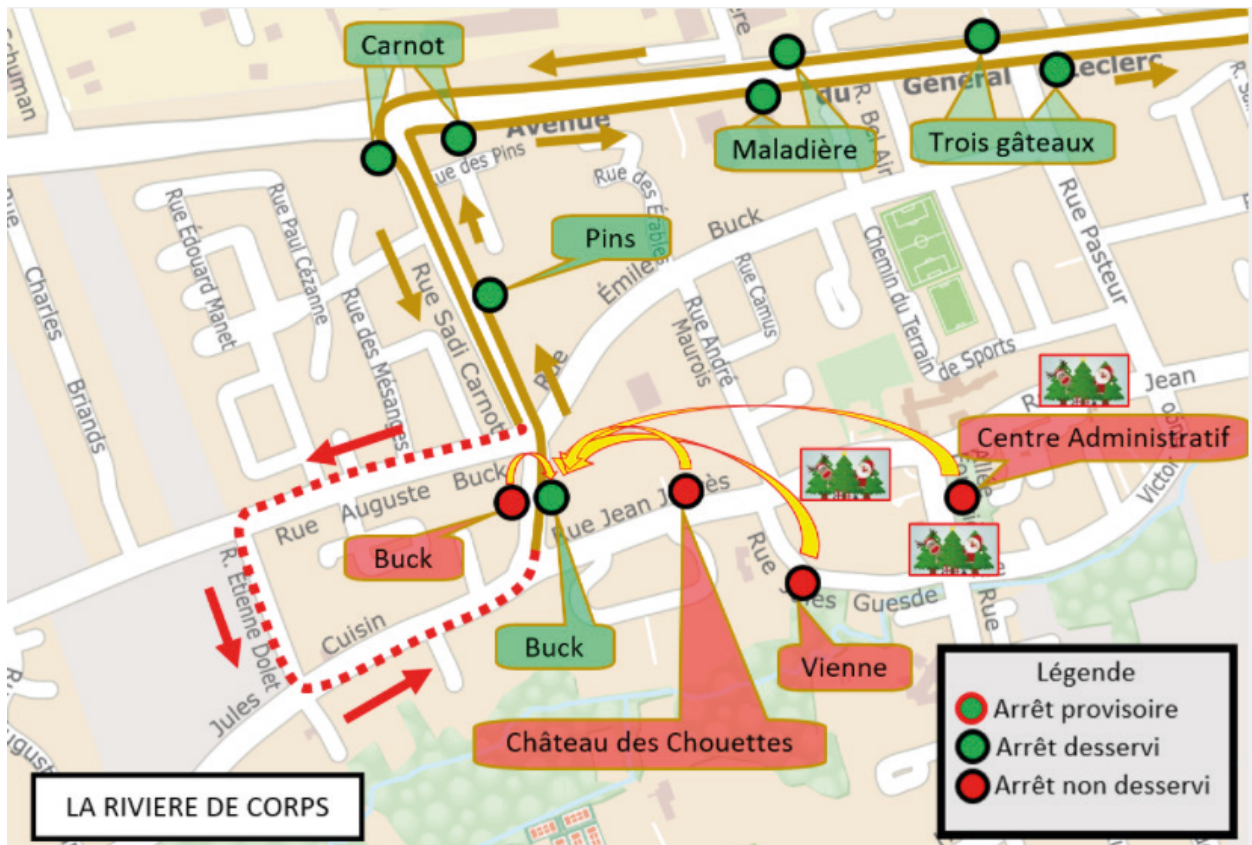 Schuman
Carnot
Avenue
du
Général
Leclerc
R. Bel Air
Maladière
Trois gâteaux
Rue des Pins
Rue des Érables
Rue Édouard Manet
Rue Paul Cézanne
Rue des Mésanges
Rue Sadi Carnot
Rue Pasteur
Pins
Rue Émile Buck
Rue Camus
Rue André
Maurois
Chemin du Terrain
de Sports
Rue Charles Briands
Jean
Centre Administratif
Allée
Victor
Rue Auguste Buck
Buck
Rue Jean Jaurès
R. Étienne Dolet
Rue
Jules Guesde
Rue
Jules Cuisin
Buck
Vienne
Château des Chouettes
Légende
Arrêt provisoire
Arrêt desservi
Arrêt non desservi
LA RIVIERE DE CORPS